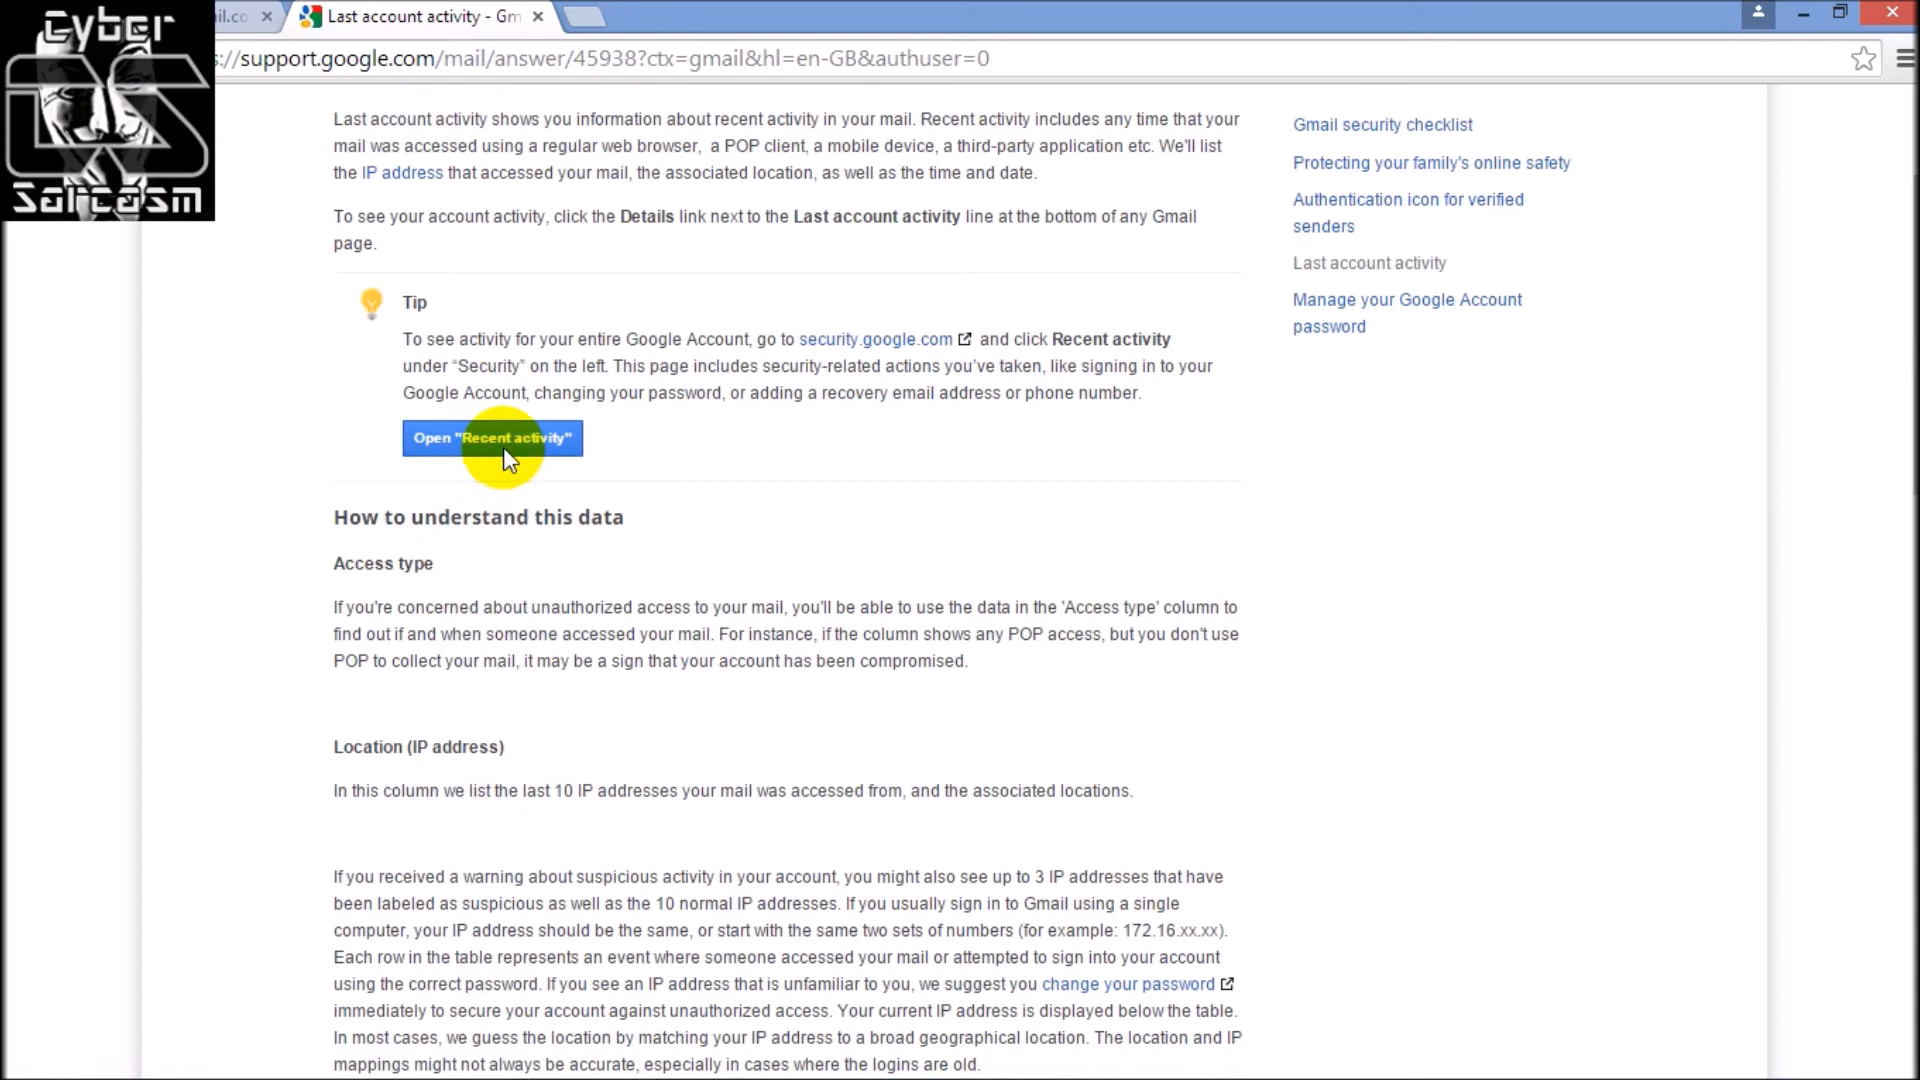 Cyber
Sarcasm
il.co
Last account activity - Gm
://support.google.com/mail/answer/45938?ctx=gmail&hl=en-GB&authuser=0
Last account activity shows you information about recent activity in your mail. Recent activity includes any time that your
mail was accessed using a regular web browser, a POP client, a mobile device, a third-party application etc. We'll list
the IP address that accessed your mail, the associated location, as well as the time and date.
To see your account activity, click the Details link next to the Last account activity line at the bottom of any Gmail
page.
Tip
To see activity for your entire Google Account, go to security.google.com and click Recent activity
under “Security” on the left. This page includes security-related actions you’ve taken, like signing in to your
Google Account, changing your password, or adding a recovery email address or phone number.
Open "Recent activity"
How to understand this data
Access type
If you're concerned about unauthorized access to your mail, you'll be able to use the data in the 'Access type' column to
find out if and when someone accessed your mail. For instance, if the column shows any POP access, but you don't use
POP to collect your mail, it may be a sign that your account has been compromised.
Location (IP address)
In this column we list the last 10 IP addresses your mail was accessed from, and the associated locations.
If you received a warning about suspicious activity in your account, you might also see up to 3 IP addresses that have
been labeled as suspicious as well as the 10 normal IP addresses. If you usually sign in to Gmail using a single
computer, your IP address should be the same, or start with the same two sets of numbers (for example: 172.16.xx.xx).
Each row in the table represents an event where someone accessed your mail or attempted to sign into your account
using the correct password. If you see an IP address that is unfamiliar to you, we suggest you change your password
immediately to secure your account against unauthorized access. Your current IP address is displayed below the table.
In most cases, we guess the location by matching your IP address to a broad geographical location. The location and IP
mappings might not always be accurate, especially in cases where the logins are old.
Gmail security checklist
Protecting your family's online safety
Authentication icon for verified
senders
Last account activity
Manage your Google Account
password